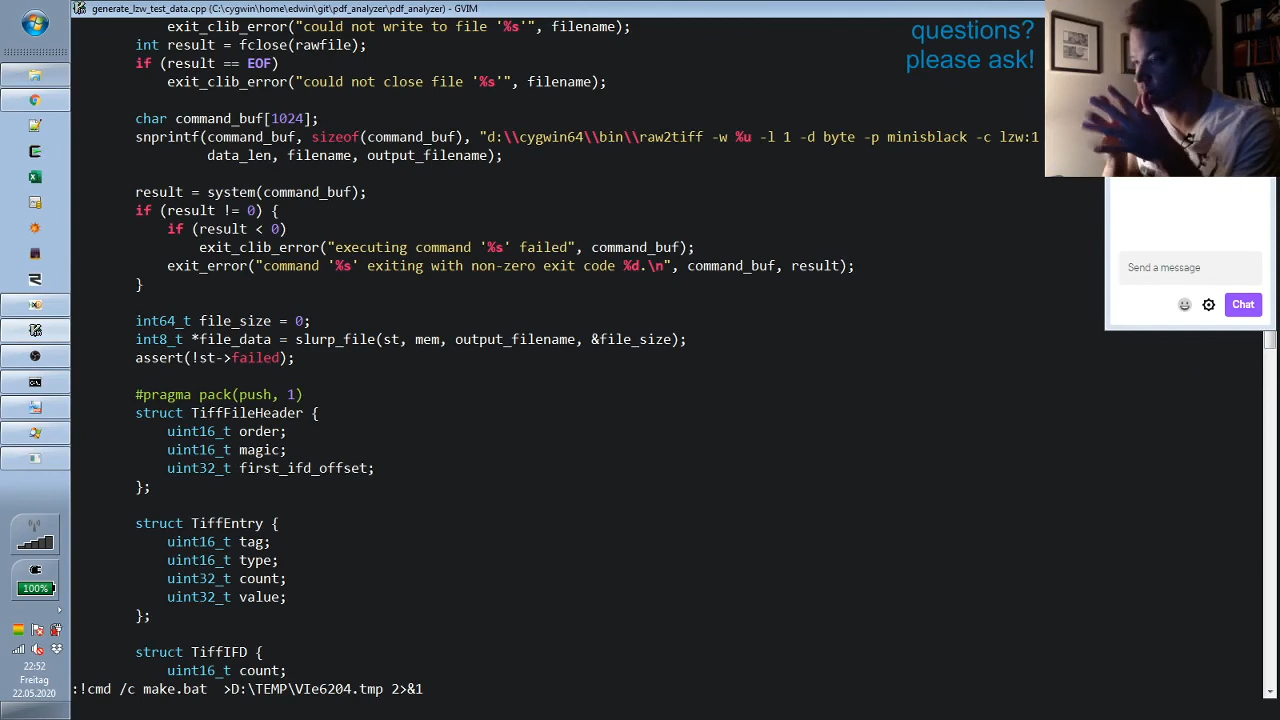 generate_lzw_test_data.cpp (C:\cygwin\home\edwin\git\pdf_analyzer\pdf_analyzer) - GVIM
exit_clib_error("could not write to file '%s'", filename);
int result = fclose(rawfile);
if (result == EOF)
exit_clib_error("could not close file '%s'", filename);
char command_buf[1024];
snprintf(command_buf, sizeof(command_buf), "d:\\cygwin64\\bin\\raw2tiff -w %u -l 1 -d byte -p minisblack -c lzw:1
data_len, filename, output_filename);
result = system(command_buf);
if (result != 0) {
if (result < 0)
exit_clib_error("executing command '%s' failed", command_buf);
exit_error("command '%s' exiting with non-zero exit code %d.\n", command_buf, result);
}
int64_t file_size = 0;
int8_t *file_data = slurp_file(st, mem, output_filename, &file_size);
assert(!st->failed);
#pragma pack(push, 1)
struct TiffFileHeader {
uint16_t order;
uint16_t magic;
uint32_t first_ifd_offset;
};
struct TiffEntry {
uint16_t tag;
uint16_t type;
uint32_t count;
uint32_t value;
};
struct TiffIFD {
uint16_t count;
:!cmd /c make.bat  >D:\TEMP\VIe6204.tmp 2>&1
questions?
please ask!
Send a message
Chat
100%
22:52
Freitag
22.05.2020